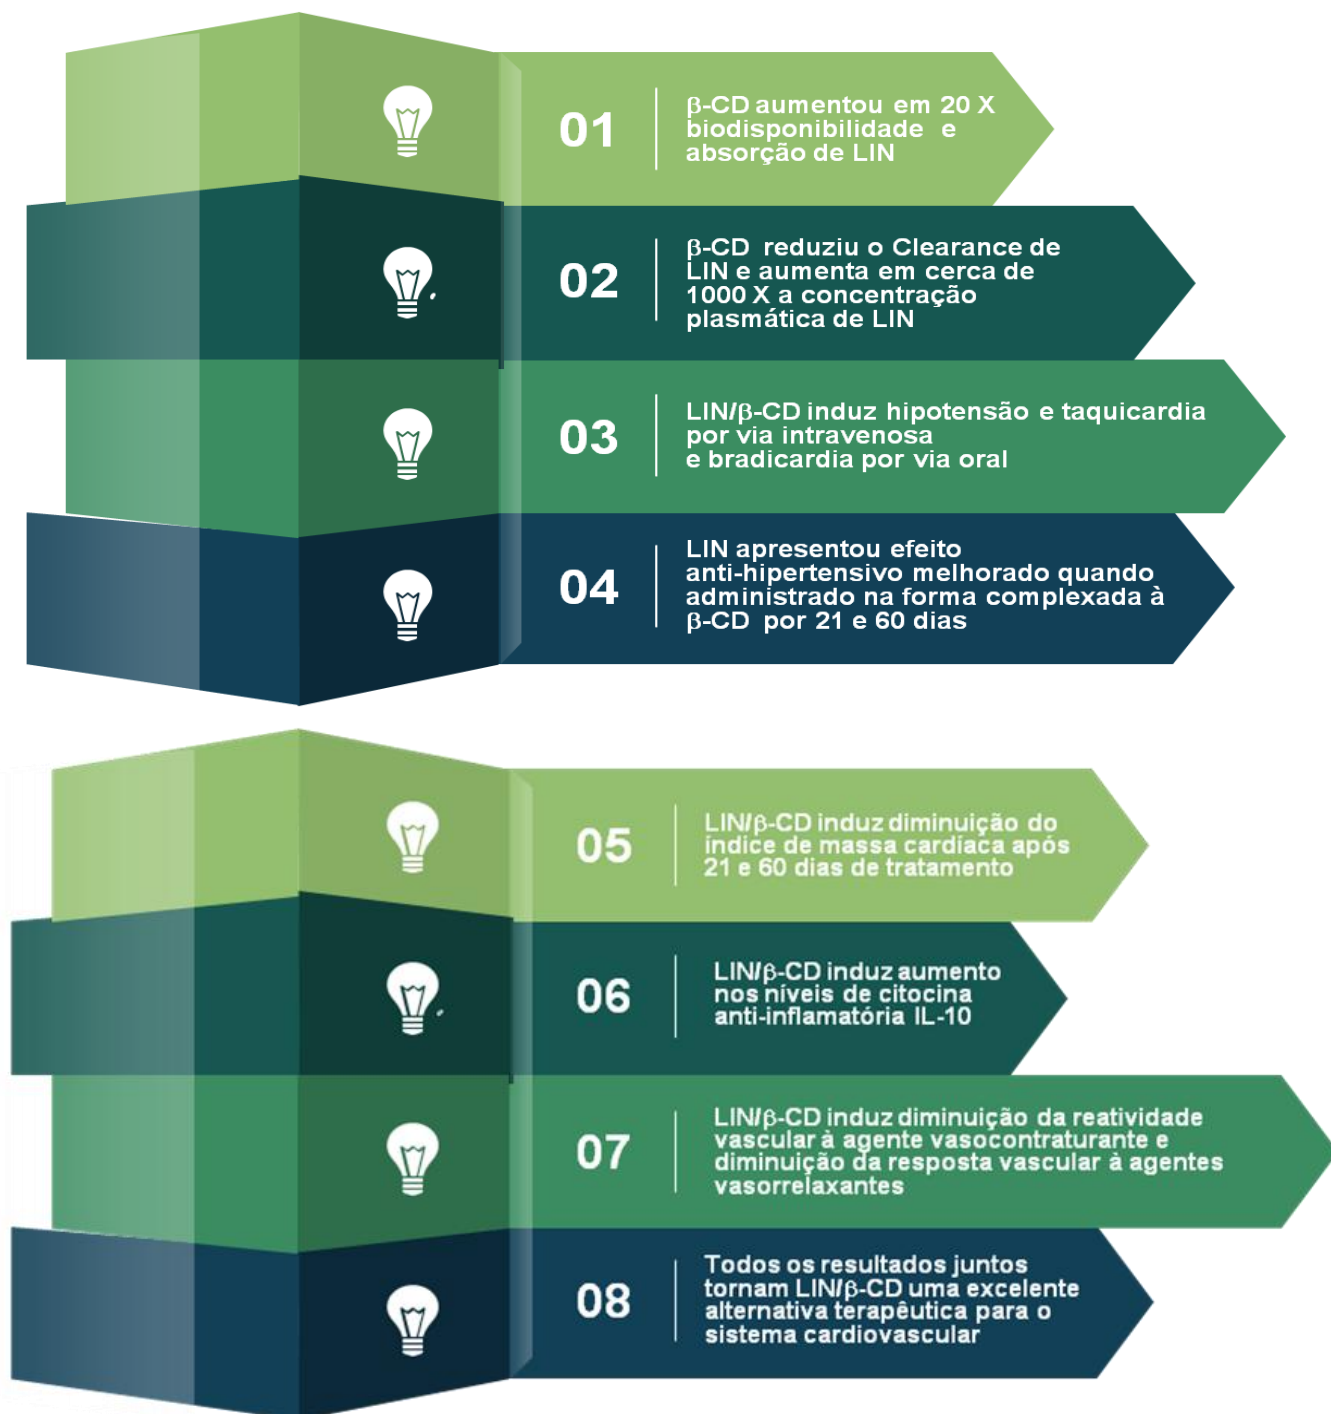 01
β-CD aumentou em 20 X
biodisponibilidade e
absorção de LIN
02
β-CD reduziu o Clearance de
LIN e aumenta em cerca de
1000 X a concentração
plasmática de LIN
03
LIN/β-CD induz hipotensão e taquicardia
por via intravenosa
e bradicardia por via oral
04
LIN apresentou efeito
anti-hipertensivo melhorado quando
administrado na forma complexada à
β-CD por 21 e 60 dias
05
LIN/β-CD induz diminuição do
índice de massa cardíaca após
21 e 60 dias de tratamento
06
LIN/β-CD induz aumento
nos níveis de citocina
anti-inflamatória IL-10
07
LIN/β-CD induz diminuição da reatividade
vascular à agente vasocontraturante e
diminuição da resposta vascular à agentes
vasorrelaxantes
08
Todos os resultados juntos
tornam LIN/β-CD uma excelente
alternativa terapêutica para o
sistema cardiovascular